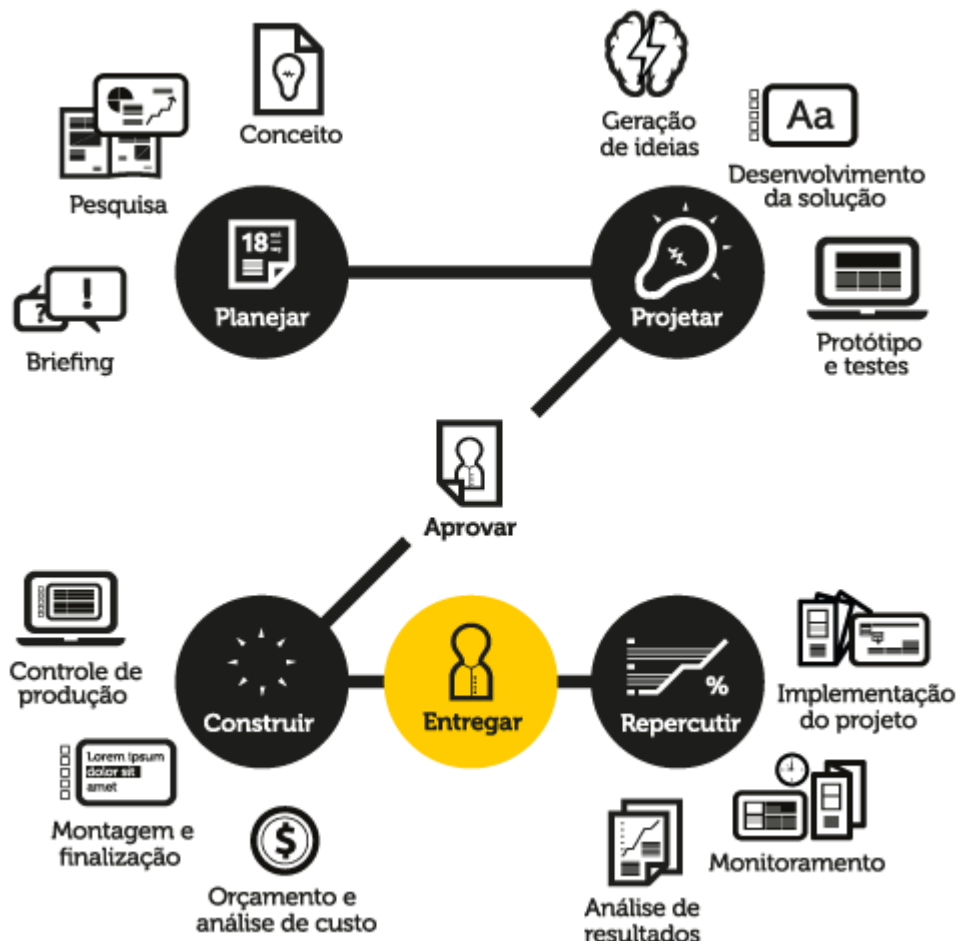 Conceito
Geração
de ideias
Aa
Desenvolvimento
da solução
Pesquisa
18
Planejar
Projetar
!
?
Briefing
Protótipo
e testes
Aprovar
Controle de
produção
Construir
Entregar
%
Repercutir
Implementação
do projeto
Lorem ipsum
dolor sit
amet
Montagem e
finalização
$
Orçamento e
análise de custo
Monitoramento
Análise de
resultados